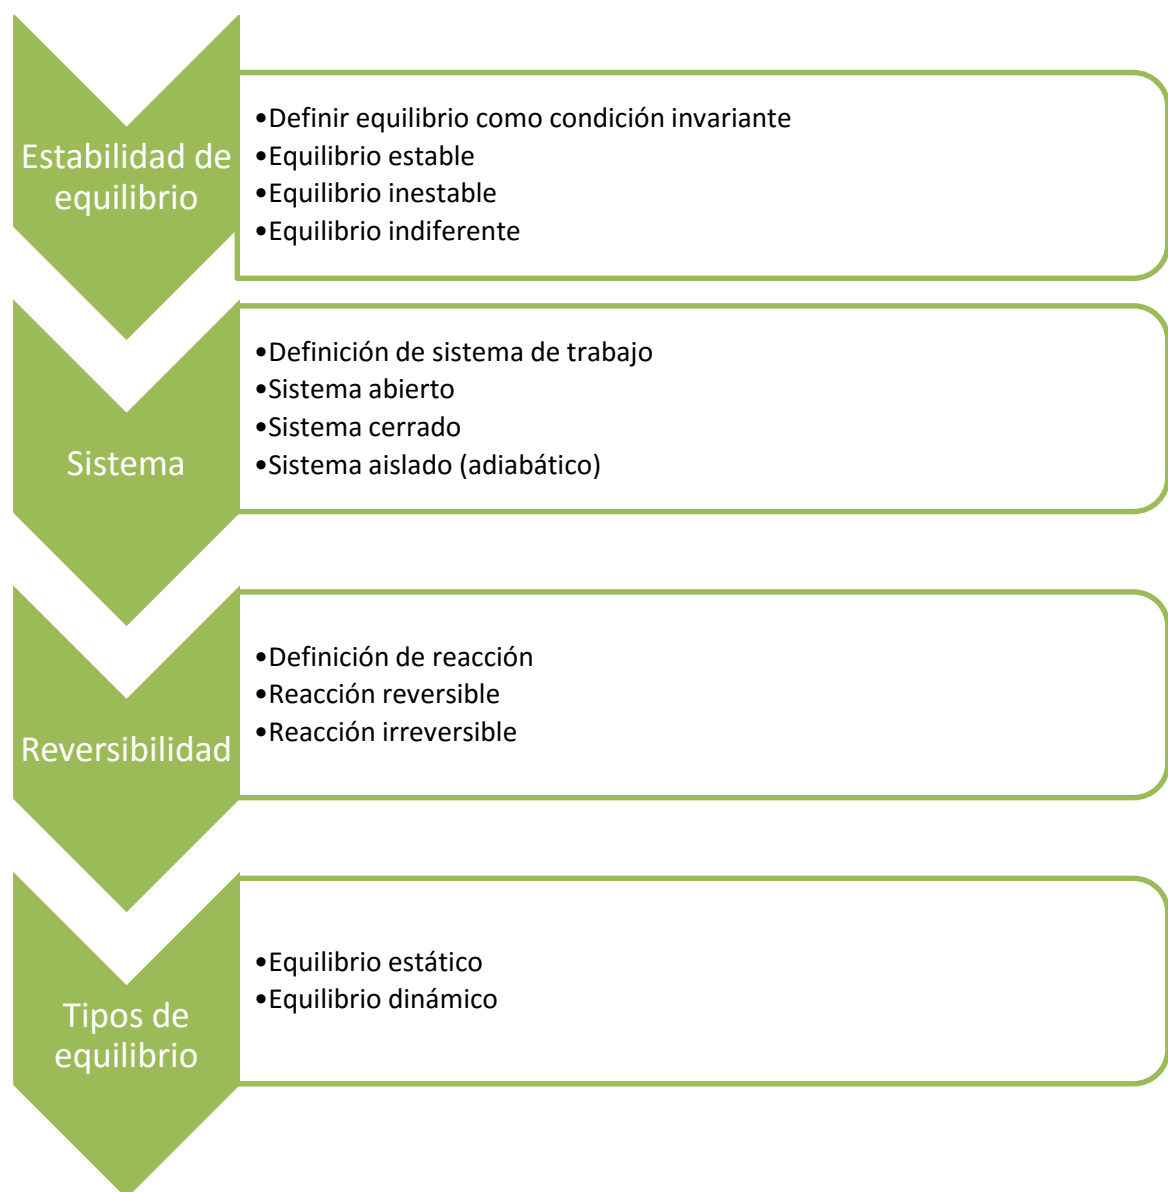 Estabilidad de
equilibrio
•Definir equilibrio como condición invariante
•Equilibrio estable
•Equilibrio inestable
•Equilibrio indiferente
Sistema
•Definición de sistema de trabajo
•Sistema abierto
•Sistema cerrado
•Sistema aislado (adiabático)
Reversibilidad
•Definición de reacción
•Reacción reversible
•Reacción irreversible
Tipos de
equilibrio
•Equilibrio estático
•Equilibrio dinámico